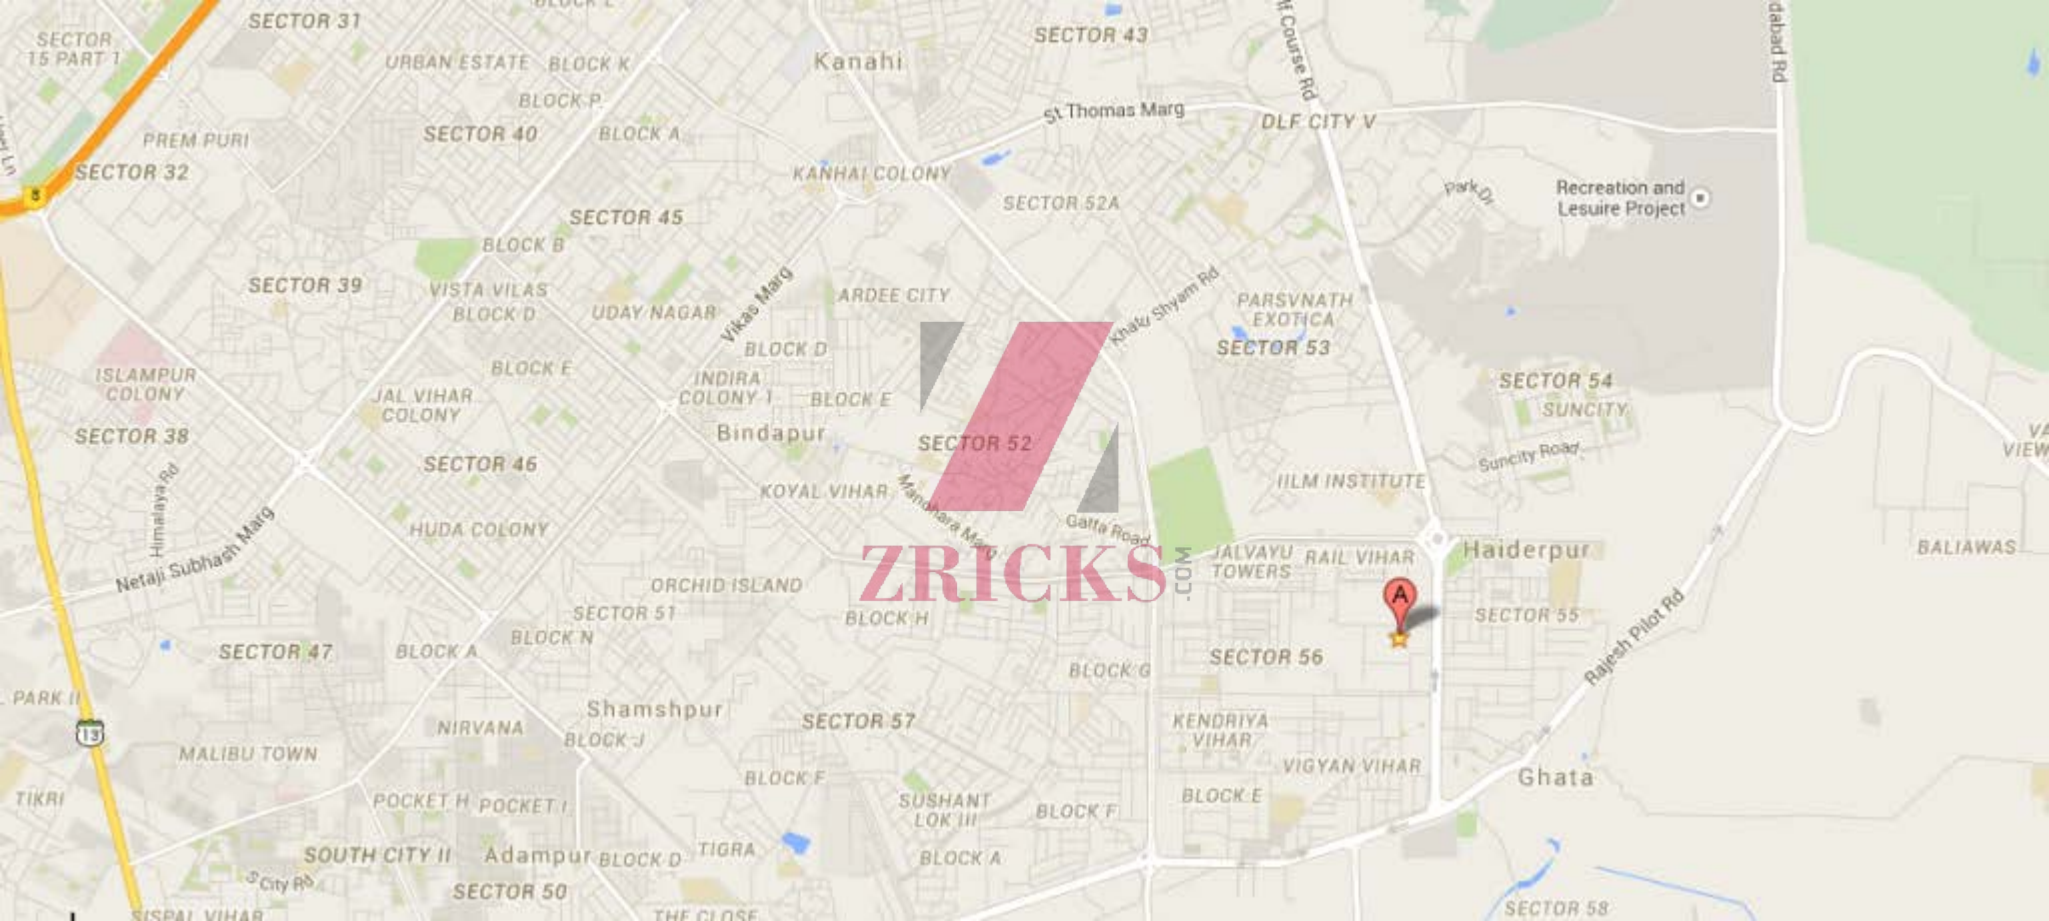 BLOCK L
SECTOR 31
SECTOR
15 PART 1
URBAN ESTATE
BLOCK K
Kanahi
SECTOR 43
BLOCK P
SECTOR 40
BLOCK A
PREM PURI
SECTOR 32
8
St Thomas Marg
DLF CITY V
KANHAI COLONY
SECTOR 52A
Park Dr
Recreation and
Lesuire Project
SECTOR 45
BLOCK B
SECTOR 39
VISTA VILAS
BLOCK D
UDAY NAGAR
Vikas Marg
ARDEE CITY
Khatu Shyam Rd
PARSVNATH
EXOTICA
SECTOR 53
BLOCK D
BLOCK E
ISLAMPUR
COLONY
JAL VIHAR
COLONY
INDIRA
COLONY 1
BLOCK E
SECTOR 54
SUNCITY
SECTOR 38
Bindapur
SECTOR 52
Suncity Road
SECTOR 46
Himalaya Rd
KOYAL VIHAR
Manohara Marg
IILM INSTITUTE
Netaji Subhash Marg
HUDA COLONY
Gaffa Road
JALVAYU
TOWERS
RAIL VIHAR
Haiderpur
BALIAWAS
ZRICKS
.COM
ORCHID ISLAND
A
SECTOR 51
BLOCK N
BLOCK H
SECTOR 55
Rajesh Pilot Rd
SECTOR 47
BLOCK A
SECTOR 56
BLOCK G
Shamshpur
SECTOR 57
NIRVANA
BLOCK J
13
MALIBU TOWN
KENDRIYA
VIHAR
VIGYAN VIHAR
Ghata
BLOCK F
TIKRI
POCKET H
POCKET I
SUSHANT
LOK III
BLOCK F
BLOCK E
SOUTH CITY II
Adampur
BLOCK D
TIGRA
BLOCK A
S City Rd
SECTOR 50
SISPAL VIHAR
THE CLOSE
SECTOR 58